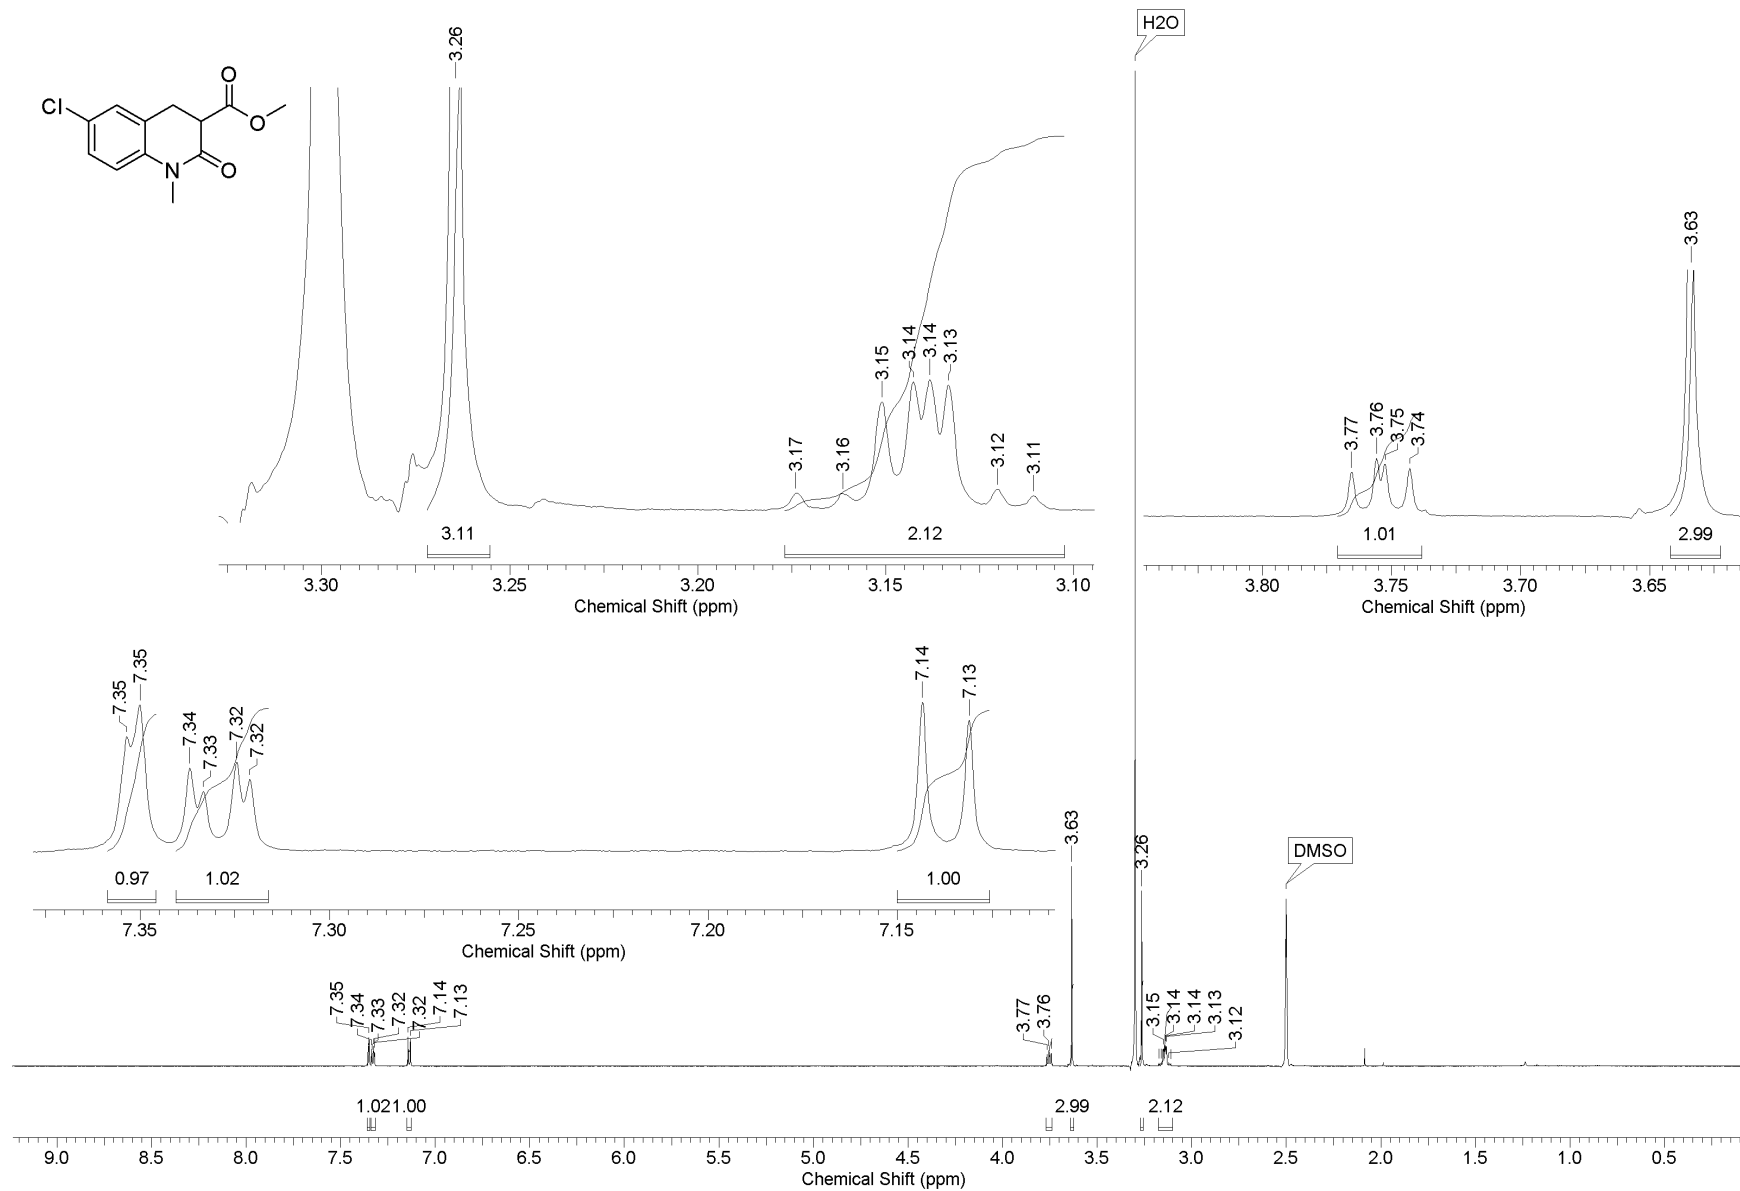 H2O
3.26
O
Cl
O
N
O
3.63
3.15
3.14
3.14
3.13
3.17
3.16
3.12
3.11
3.77
3.76
3.75
3.74
3.11
2.12
1.01
2.99
3.30 3.25 3.20 3.15 3.10
Chemical Shift (ppm)
3.80 3.75 3.70 3.65
Chemical Shift (ppm)
7.35
7.35
7.34
7.33
7.32
7.32
7.14
7.13
0.97 1.02 1.00
7.35 7.30 7.25 7.20 7.15
Chemical Shift (ppm)
3.63
3.26
DMSO
7.35
7.34
7.33
7.32
7.32
7.14
7.13
3.77
3.76
3.15
3.14
3.14
3.13
3.12
1.021.00 2.99 2.12
9.0 8.5 8.0 7.5 7.0 6.5 6.0 5.5 5.0 4.5 4.0 3.5 3.0 2.5 2.0 1.5 1.0 0.5
Chemical Shift (ppm)